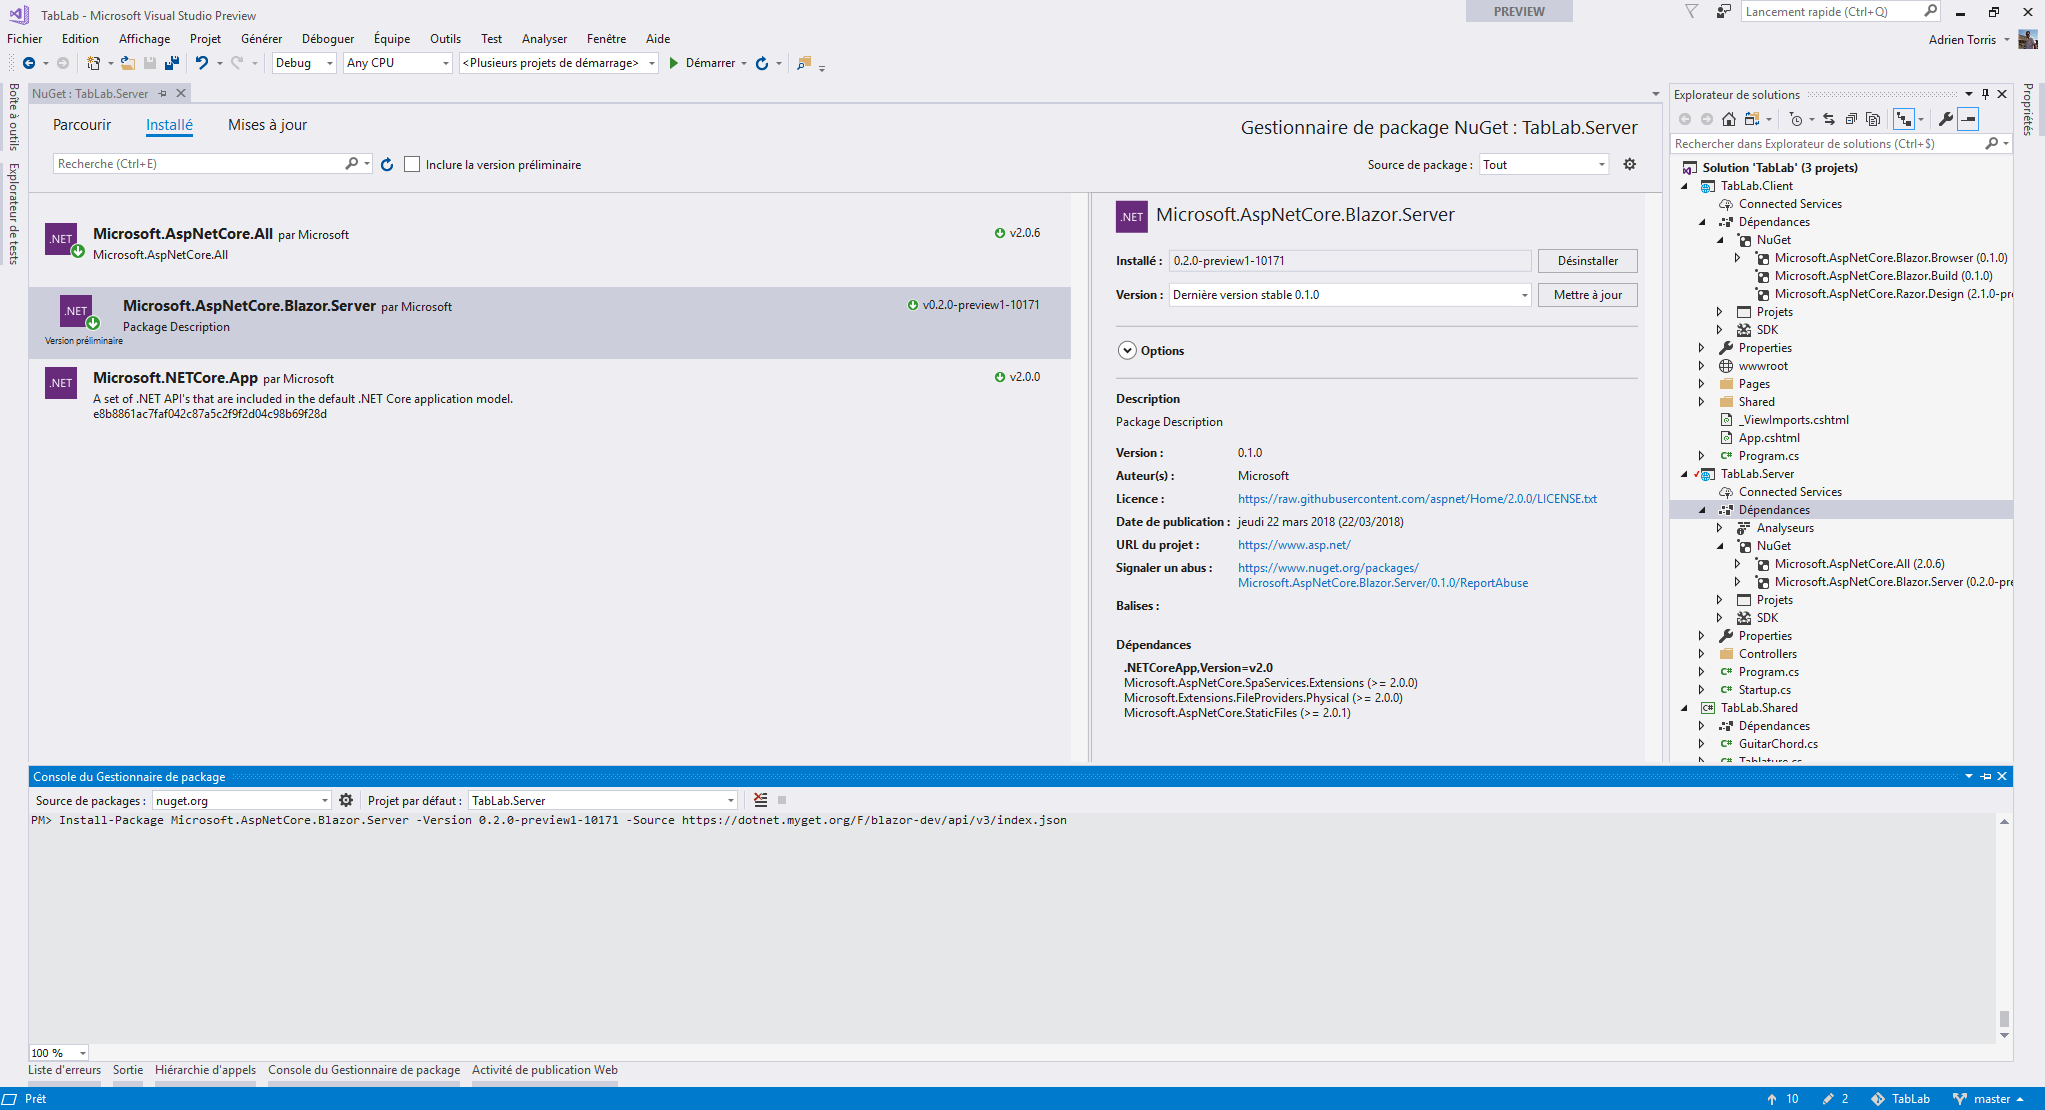 TabLab - Microsoft Visual Studio Preview
PREVIEW
Lancement rapide (Ctrl+Q)
Fichier Edition Affichage Projet Générer Déboguer Équipe Outils Test Analyser Fenêtre Aide
Adrien Torris
Debug Any CPU <Plusieurs projets de démarrage> Démarrer
Boîte à outils
Explorateur de tests
NuGet : TabLab.Server
Parcourir Installé Mises à jour
Gestionnaire de package NuGet : TabLab.Server
Recherche (Ctrl+E)
Inclure la version préliminaire
Source de package : Tout
.NET
Microsoft.AspNetCore.All par Microsoft
v2.0.6
Microsoft.AspNetCore.All
.NET
Microsoft.AspNetCore.Blazor.Server par Microsoft
v0.2.0-preview1-10171
Package Description
Version préliminaire
.NET
Microsoft.NETCore.App par Microsoft
v2.0.0
A set of .NET API's that are included in the default .NET Core application model.
e8b8861ac7faf042c87a5c2f9f2d04c98b69f28d
.NET
Microsoft.AspNetCore.Blazor.Server
Installé : 0.2.0-preview1-10171 Désinstaller
Version : Dernière version stable 0.1.0 Mettre à jour
Options
Description
Package Description
Version : 0.1.0
Auteur(s) : Microsoft
Licence : https://raw.githubusercontent.com/aspnet/Home/2.0.0/LICENSE.txt
Date de publication : jeudi 22 mars 2018 (22/03/2018)
URL du projet : https://www.asp.net/
Signaler un abus : https://www.nuget.org/packages/
Microsoft.AspNetCore.Blazor.Server/0.1.0/ReportAbuse
Balises :
Dépendances
.NETCoreApp,Version=v2.0
Microsoft.AspNetCore.SpaServices.Extensions (>= 2.0.0)
Microsoft.Extensions.FileProviders.Physical (>= 2.0.0)
Microsoft.AspNetCore.StaticFiles (>= 2.0.1)
Explorateur de solutions
Rechercher dans Explorateur de solutions (Ctrl+$)
Solution 'TabLab' (3 projets)
TabLab.Client
Connected Services
Dépendances
NuGet
Microsoft.AspNetCore.Blazor.Browser (0.1.0)
Microsoft.AspNetCore.Blazor.Build (0.1.0)
Microsoft.AspNetCore.Razor.Design (2.1.0-pre
Projets
SDK
Properties
wwwroot
Pages
Shared
_ViewImports.cshtml
App.cshtml
C# Program.cs
TabLab.Server
Connected Services
Dépendances
Analyseurs
NuGet
Microsoft.AspNetCore.All (2.0.6)
Microsoft.AspNetCore.Blazor.Server (0.2.0-pre
Projets
SDK
Properties
Controllers
C# Program.cs
C# Startup.cs
C# TabLab.Shared
Dépendances
C# GuitarChord.cs
C# Tablature.cs
Propriétés
Console du Gestionnaire de package
Source de packages : nuget.org Projet par défaut : TabLab.Server
PM> Install-Package Microsoft.AspNetCore.Blazor.Server -Version 0.2.0-preview1-10171 -Source https://dotnet.myget.org/F/blazor-dev/api/v3/index.json
100 %
Liste d'erreurs Sortie Hiérarchie d'appels Console du Gestionnaire de package Activité de publication Web
Prêt
10 2 TabLab master